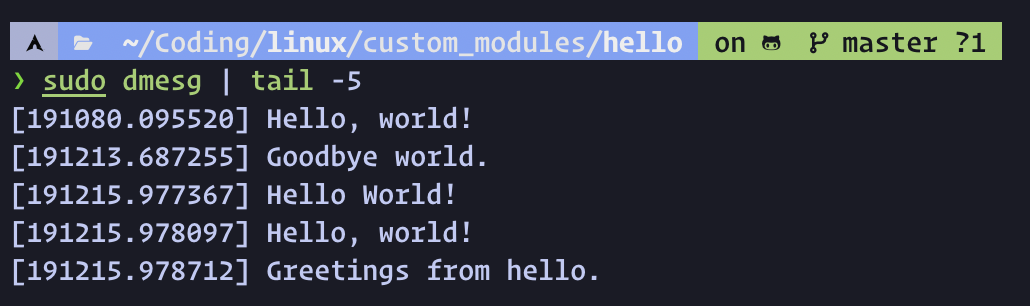 ~/Coding/linux/custom_modules/hello on master ?1
❯ sudo dmesg | tail -5
[191080.095520] Hello, world!
[191213.687255] Goodbye world.
[191215.977367] Hello World!
[191215.978097] Hello, world!
[191215.978712] Greetings from hello.